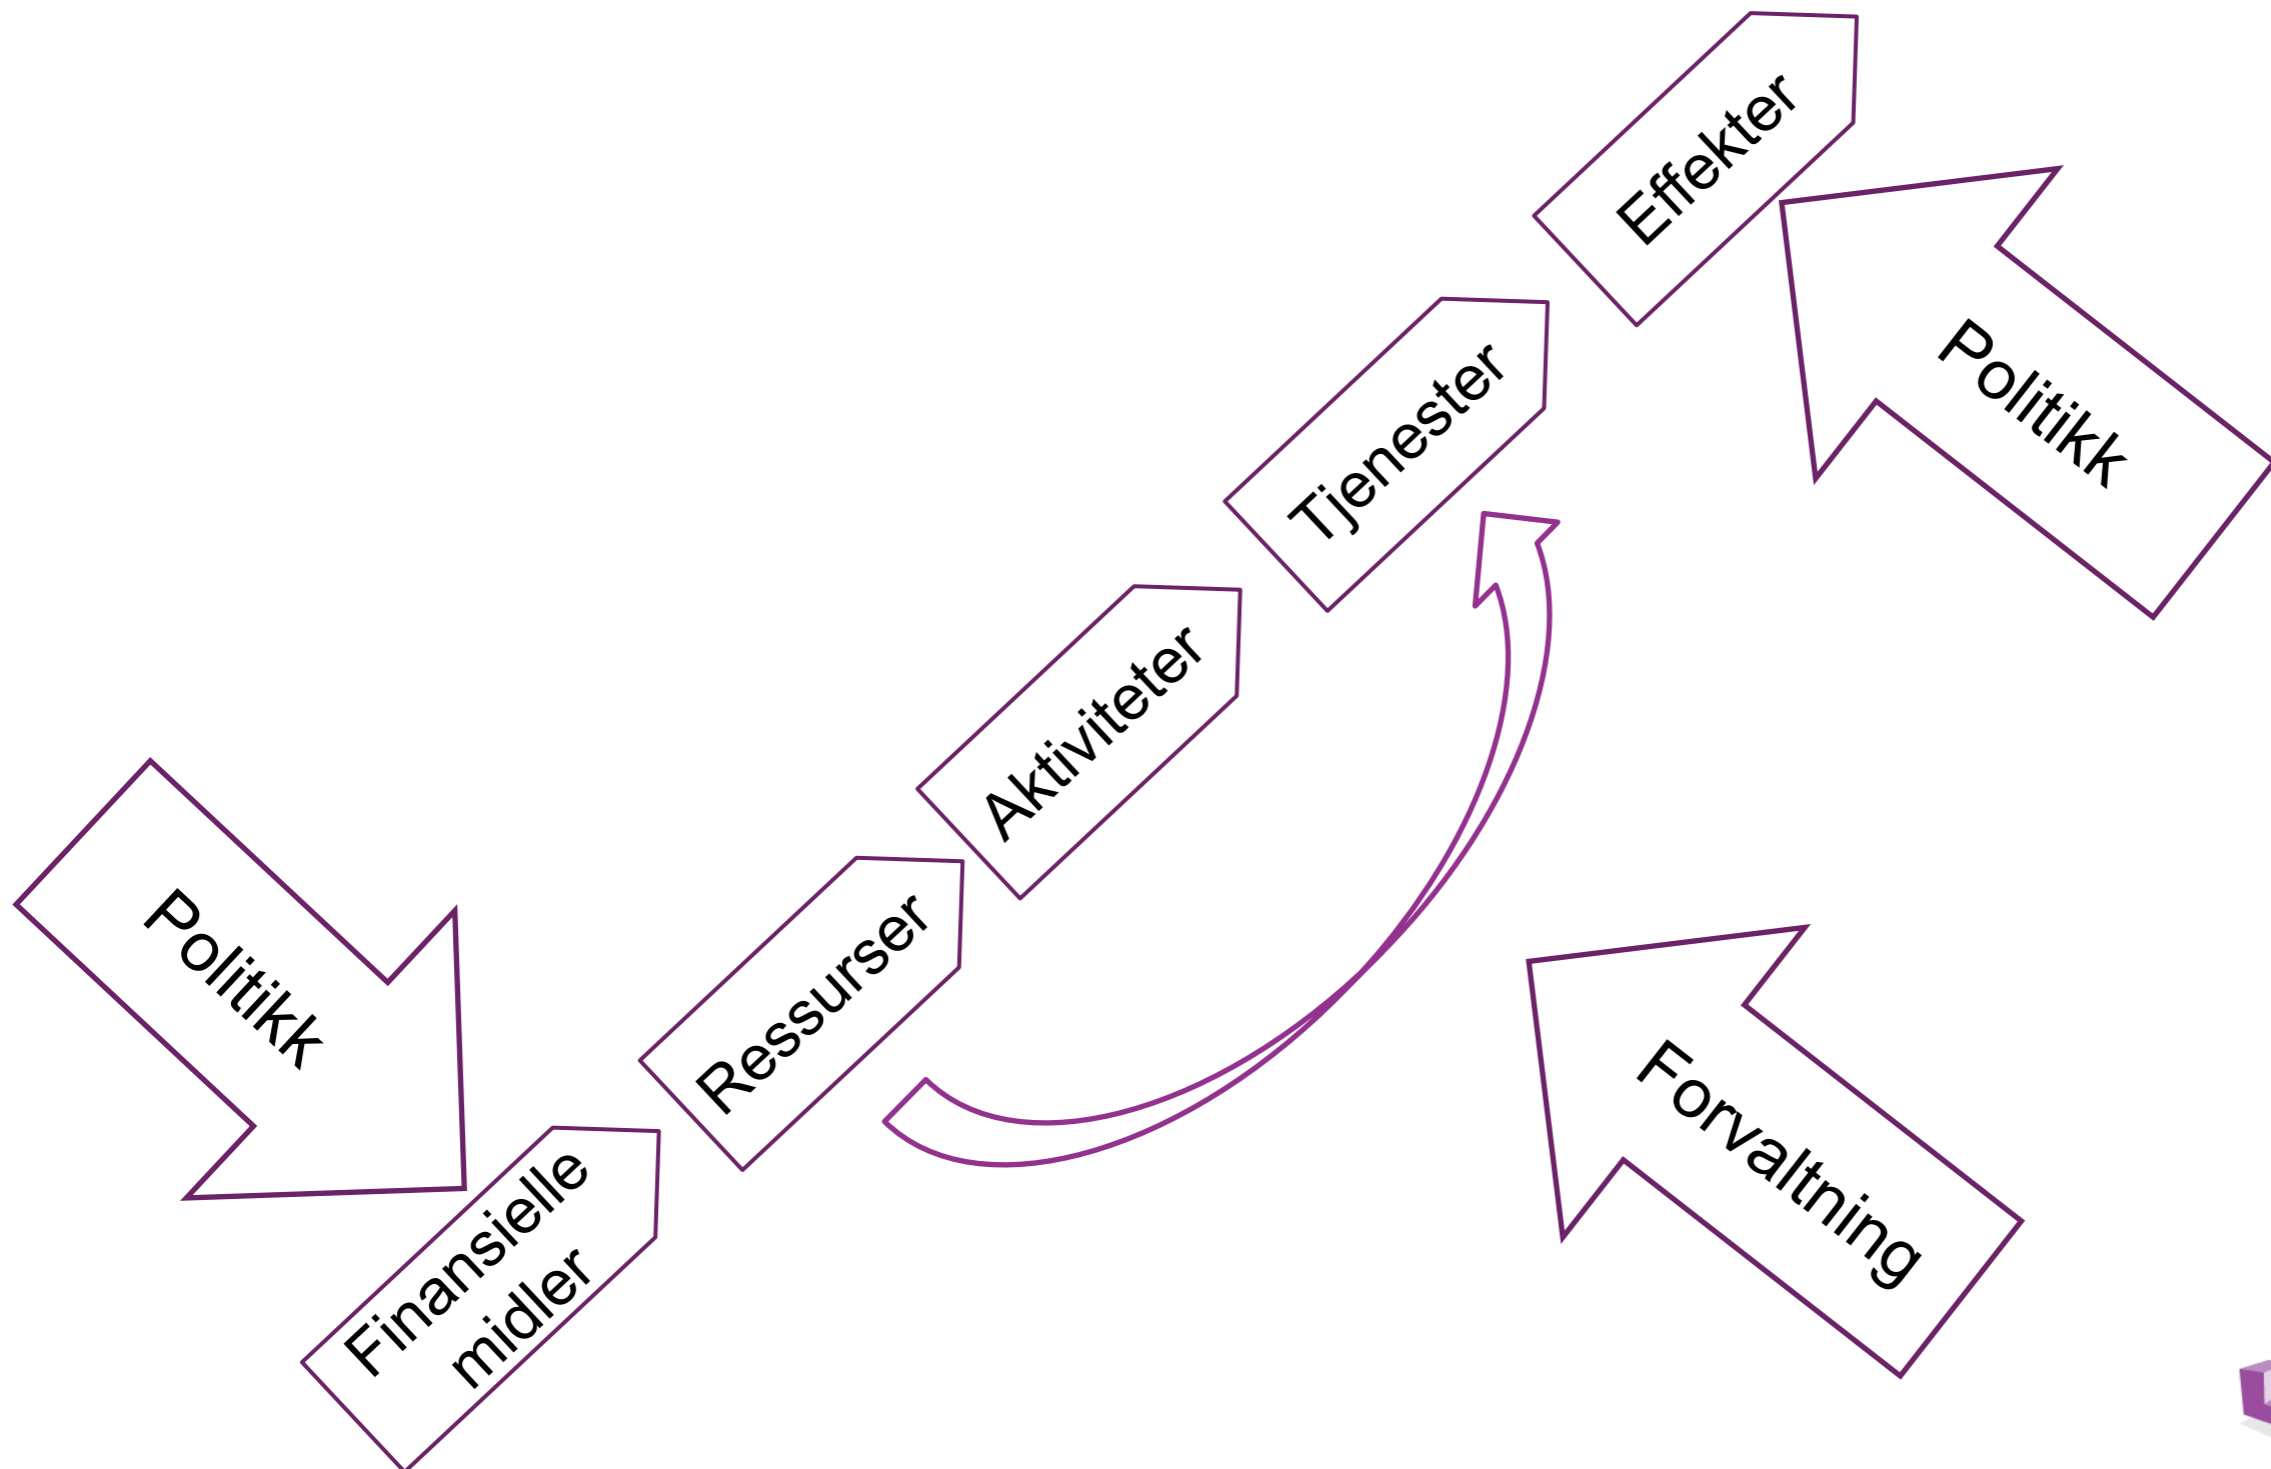 Effekter
Politikk
Tjenester
Aktiviteter
Politikk
Ressurser
Forvaltning
Finansielle
midler